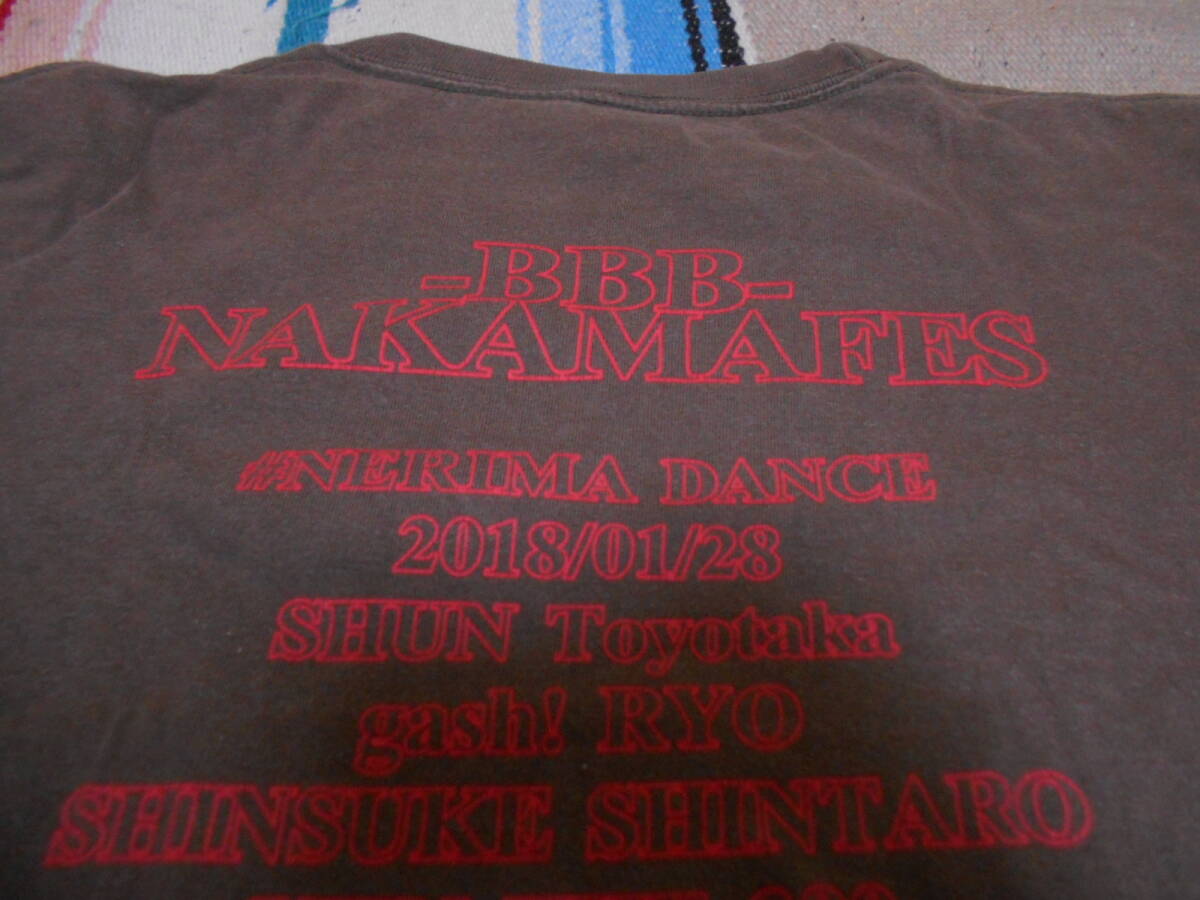 -BBB-
NAKAMAFES
#NERIMA DANCE
2018/01/28
SHUN Toyotaka
gash! RYO
SHINSUKE SHINTARO